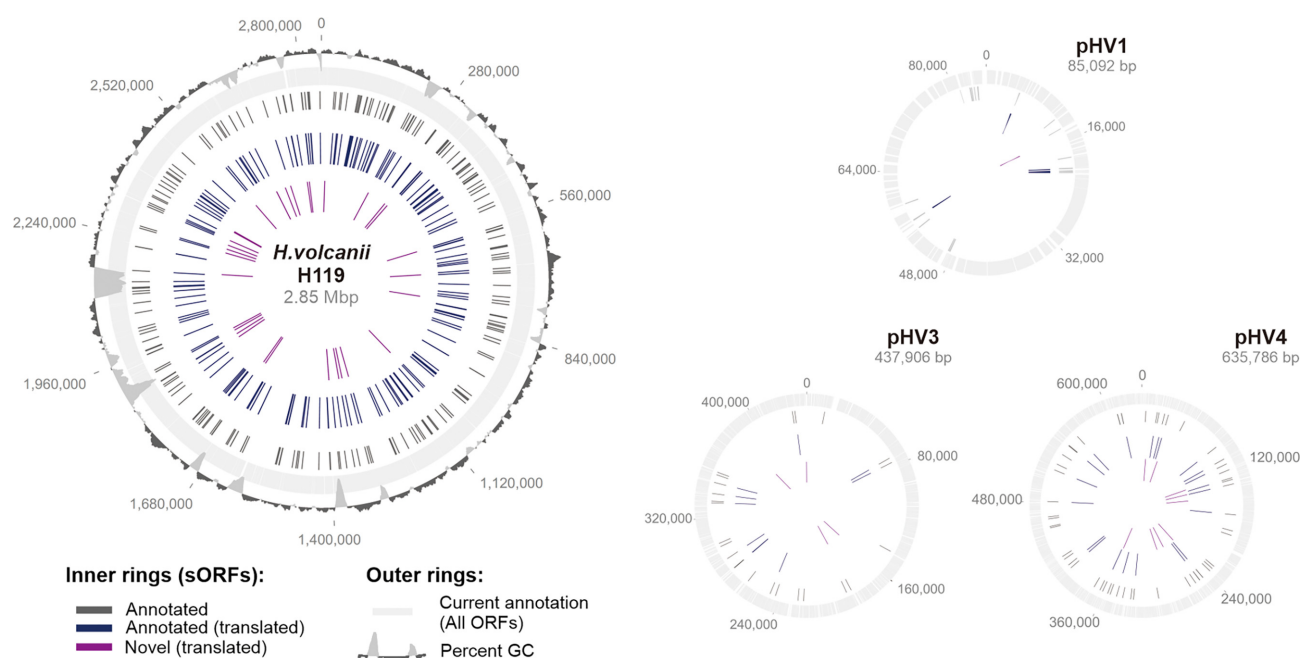 0
280,000
560,000
840,000
1,120,000
1,400,000
1,680,000
1,960,000
2,240,000
2,520,000
2,800,000
H.volcanii
H119
2.85 Mbp
pHV1
85,092 bp
0
16,000
32,000
48,000
64,000
80,000
pHV3
437,906 bp
0
80,000
160,000
240,000
320,000
400,000
pHV4
635,786 bp
0
120,000
240,000
360,000
480,000
600,000
Inner rings (sORFs):
Annotated
Annotated (translated)
Novel (translated)
Outer rings:
Current annotation
(All ORFs)
Percent GC